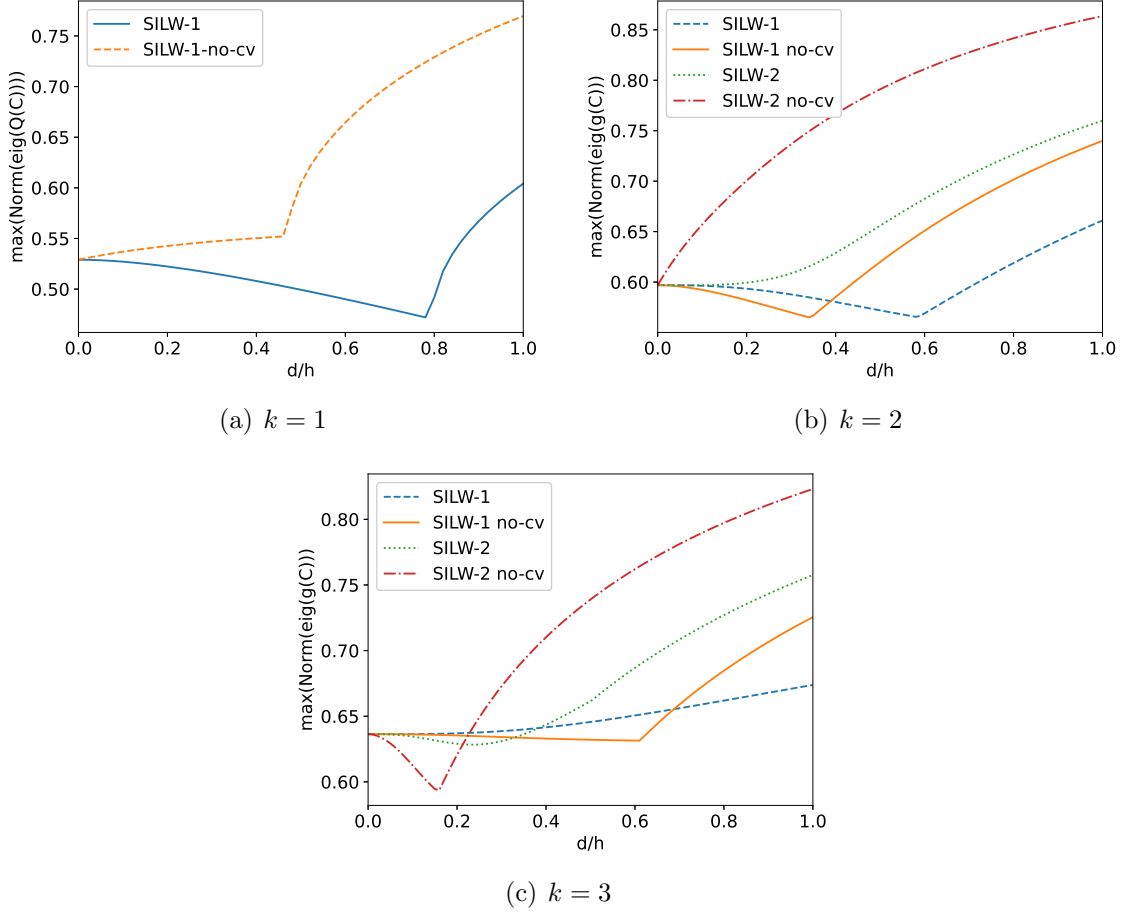 SILW-1
SILW-1-no-cv
max(Norm(eig(Q(C))))
0.75
0.70
0.65
0.60
0.55
0.50
0.0 0.2 0.4 0.6 0.8 1.0
d/h
(a) k = 1
SILW-1
SILW-1 no-cv
SILW-2
SILW-2 no-cv
max(Norm(eig(g(C)))
0.85
0.80
0.75
0.70
0.65
0.60
0.0 0.2 0.4 0.6 0.8 1.0
d/h
(b) k = 2
SILW-1
SILW-1 no-cv
SILW-2
SILW-2 no-cv
max(Norm(eig(g(C)))
0.80
0.75
0.70
0.65
0.60
0.0 0.2 0.4 0.6 0.8 1.0
d/h
(c) k = 3